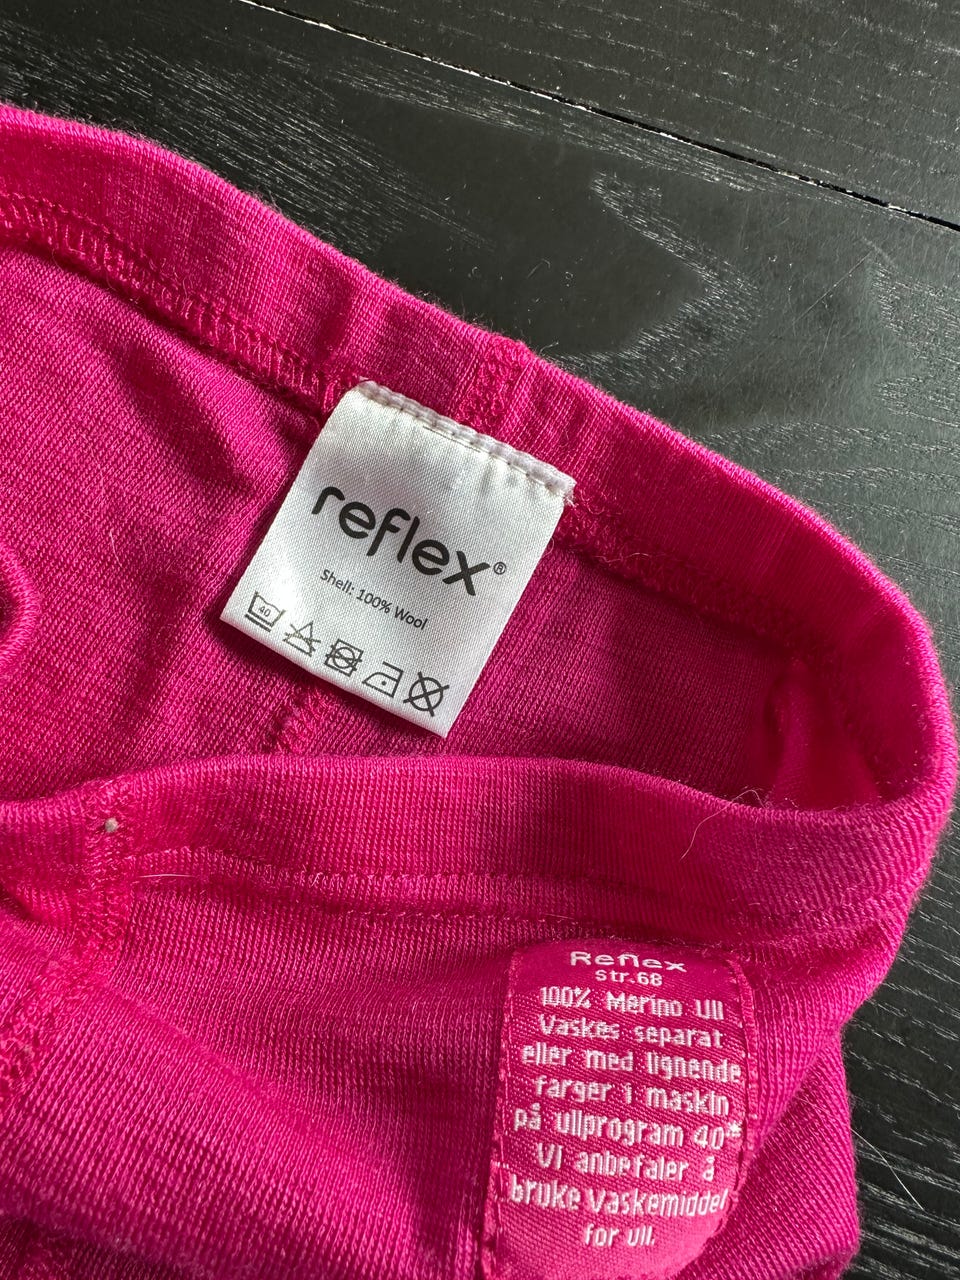 reflex®
Shell: 100% Wool
40
Reflex
Str.68
100% Merino Ull
Vaskes separat
eller med lignende
farger i maskin
på ullprogram 40°
Vi anbefaler å
bruke Vaskemiddel
for ull.